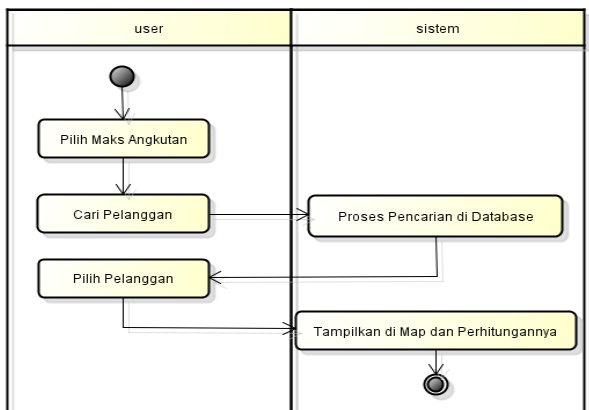 user
sistem
Pilih Maks Angkutan
Cari Pelanggan
Proses Pencarian di Database
Pilih Pelanggan
Tampilkan di Map dan Perhitungannya